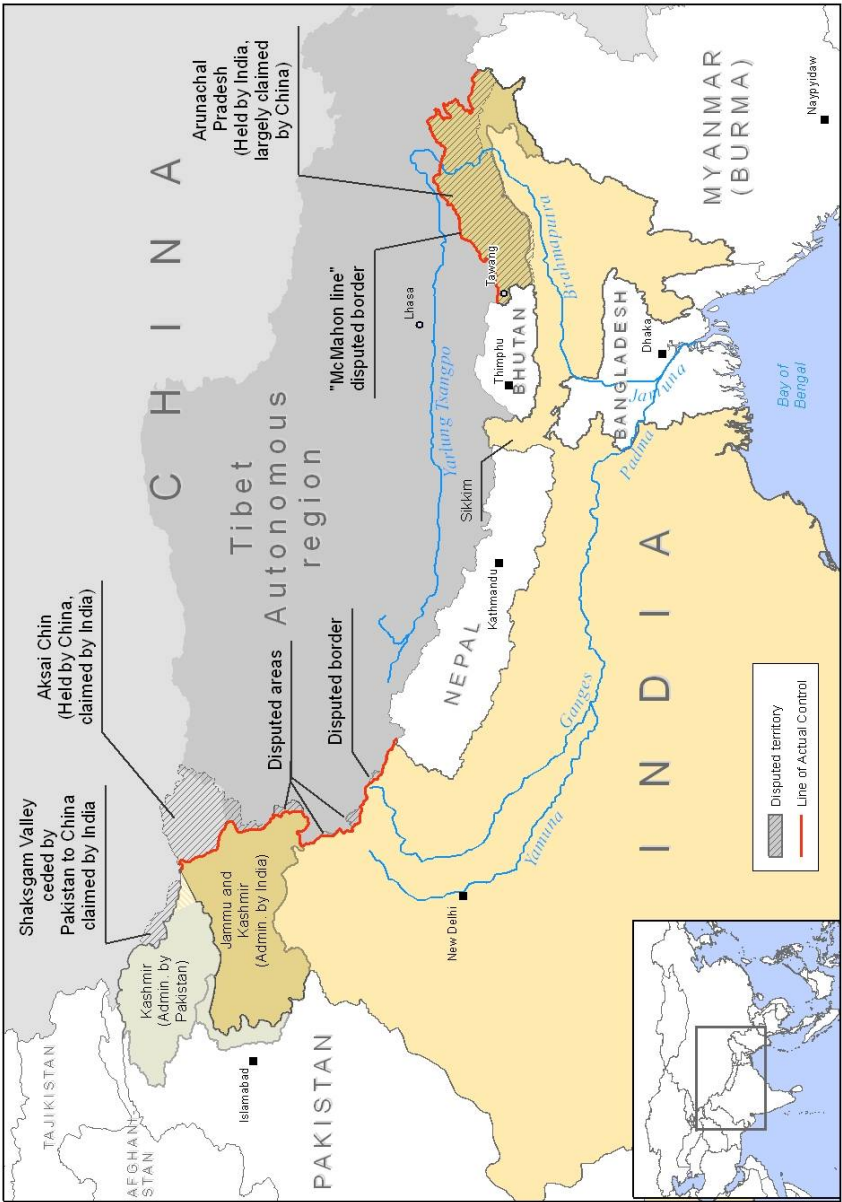 Shaksgam Valley
ceded by
Pakistan to China
claimed by India
Aksai Chin
(Held by China,
claimed by India)
Arunachal
Pradesh
(Held by India,
largely claimed
by China)
C H I N A
TAJIKISTAN
AFGHANI
STAN
Kashmir
(Admin. by
Pakistan)
Jammu and
Kashmir
(Admin. by India)
Disputed areas
Disputed border
Tibet
Autonomous
region
"McMahon line"
disputed border
Lhasa
Yarlung Tsangpo
Islamabad
PAKISTAN
New Delhi
Yamuna
Ganges
NEPAL
Kathmandu
Sikkim
Thimphu
BHUTAN
Tawang
Brahmaputra
BANGLADESH
Dhaka
Jamuna
Padma
MYANMAR
(BURMA)
Naypyidaw
I N D I A
Bay of
Bengal
Disputed territory
Line of Actual Control